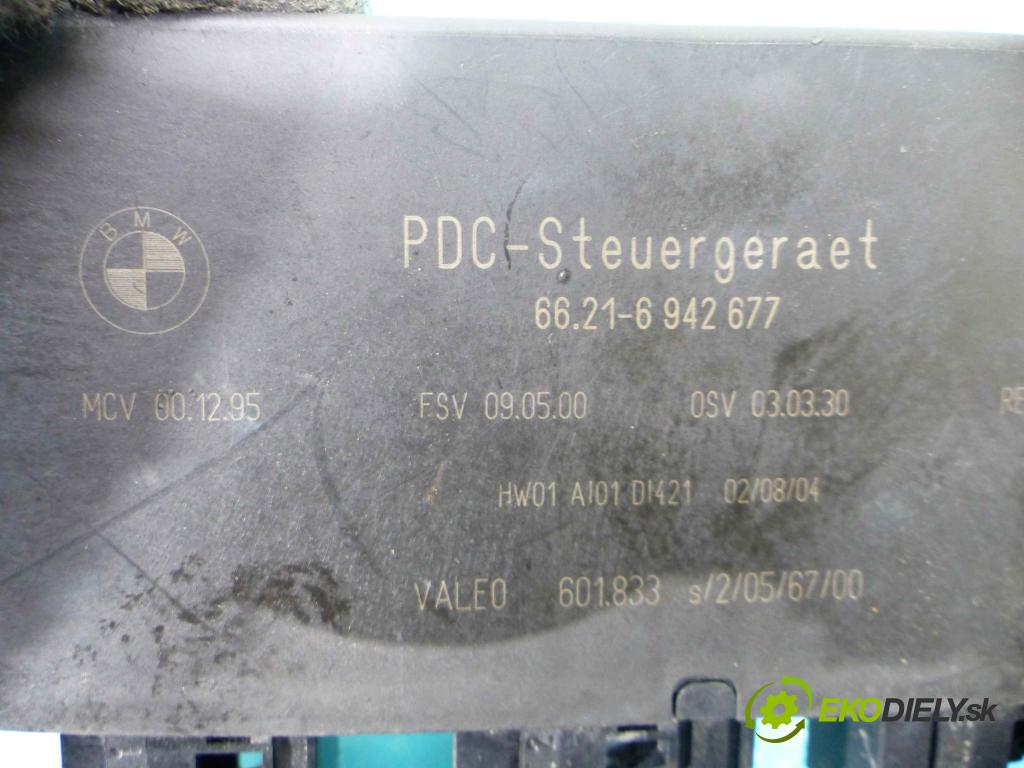 BMW
PDC-Steuergeraet
66.21-6 942 677
MCV 00.12.95 FSV 09.05.00 OSV 03.03.30 RE
HW01 AI01 DI421 02/08/04
VALEO 601.833 s/2/05/67/00
EKODIELY.sk